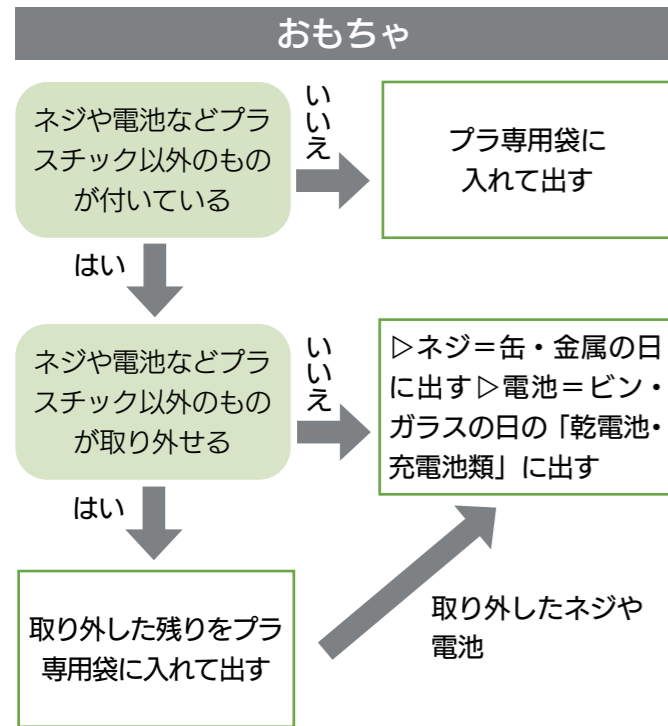 おもちゃ
ネジや電池などプラ
スチック以外のもの
が付いている
いいえ
プラ専用袋に
入れて出す
はい
ネジや電池などプラ
スチック以外のもの
が取り外せる
いいえ
▷ネジ＝缶・金属の日
に出す▷電池＝ビン・
ガラスの日の「乾電池・
充電池類」に出す
はい
取り外した残りをプラ
専用袋に入れて出す
取り外したネジや
電池